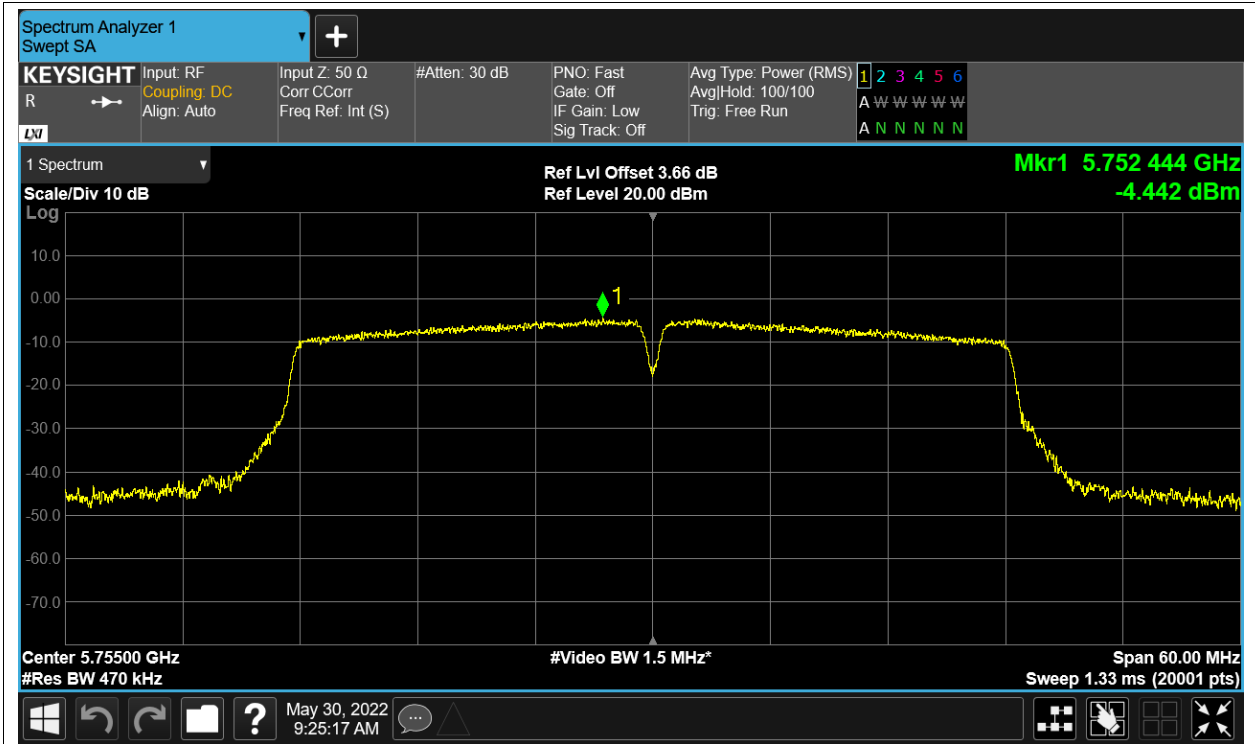 Spectrum Analyzer 1
Swept SA
KEYSIGHT
R
LXI
Input: RF
Coupling: DC
Align: Auto
Input Z: 50 Ω
Corr CCorr
Freq Ref: Int (S)
#Atten: 30 dB
PNO: Fast
Gate: Off
IF Gain: Low
Sig Track: Off
Avg Type: Power (RMS)
Avg|Hold: 100/100
Trig: Free Run
1 2 3 4 5 6
A W W W W W
A N N N N N
1 Spectrum
Scale/Div 10 dB
Log
Ref Lvl Offset 3.66 dB
Ref Level 20.00 dBm
Mkr1 5.752 444 GHz
-4.442 dBm
10.0
0.00
-10.0
-20.0
-30.0
-40.0
-50.0
-60.0
-70.0
1
Center 5.75500 GHz
#Res BW 470 kHz
#Video BW 1.5 MHz*
Span 60.00 MHz
Sweep 1.33 ms (20001 pts)
?
May 30, 2022
9:25:17 AM